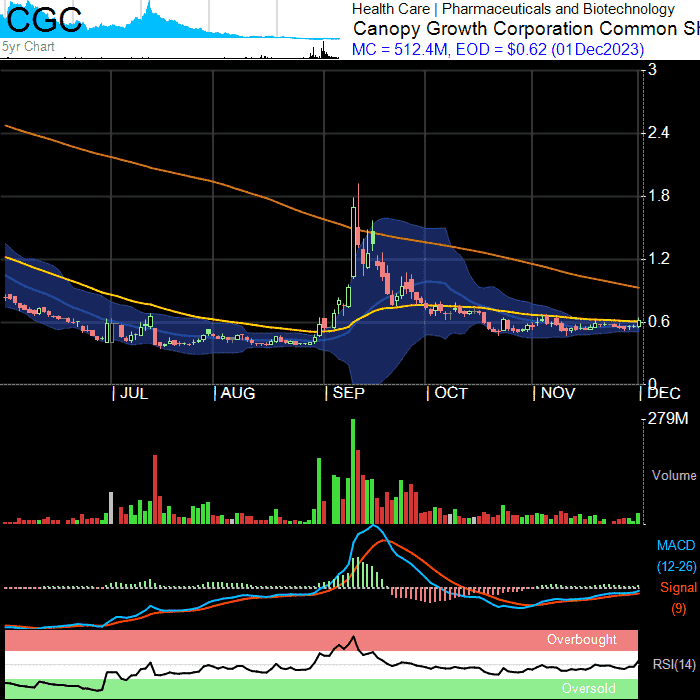 CGC
5yr Chart
Health Care | Pharmaceuticals and Biotechnology
Canopy Growth Corporation Common Sh
MC = 512.4M, EOD = $0.62 (01Dec2023)
3
2.4
1.8
1.2
0.6
0
JUL AUG SEP OCT NOV DEC
279M
Volume
MACD
(12-26)
Signal
(9)
Overbought
RSI(14)
Oversold